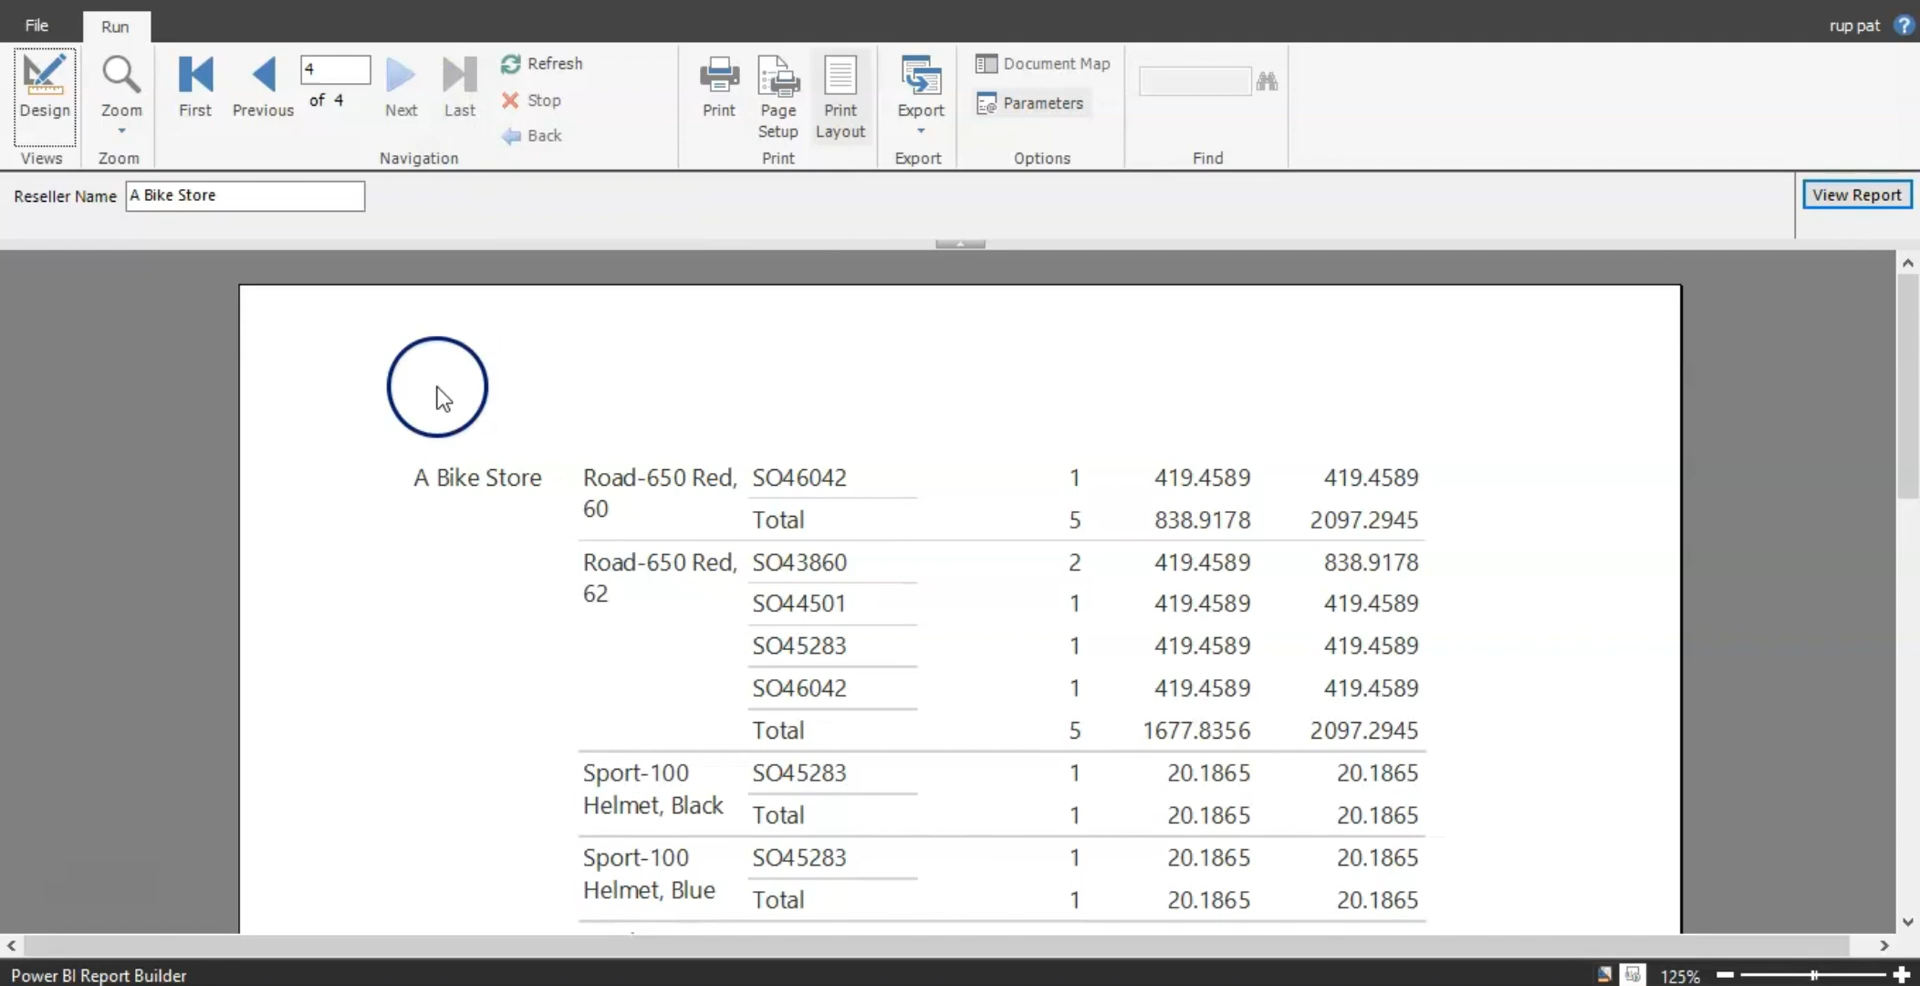 File Run rup pat ?
Design Zoom First Previous 4 of 4 Next Last Refresh Stop Back Print Page Setup Print Layout Export Document Map Parameters
Views Zoom Navigation Print Export Options Find
Reseller Name A Bike Store View Report
A Bike Store Road-650 Red, 60 SO46042 1 419.4589 419.4589
Total 5 838.9178 2097.2945
Road-650 Red, 62 SO43860 2 419.4589 838.9178
SO44501 1 419.4589 419.4589
SO45283 1 419.4589 419.4589
SO46042 1 419.4589 419.4589
Total 5 1677.8356 2097.2945
Sport-100 Helmet, Black SO45283 1 20.1865 20.1865
Total 1 20.1865 20.1865
Sport-100 Helmet, Blue SO45283 1 20.1865 20.1865
Total 1 20.1865 20.1865
Power BI Report Builder 125%